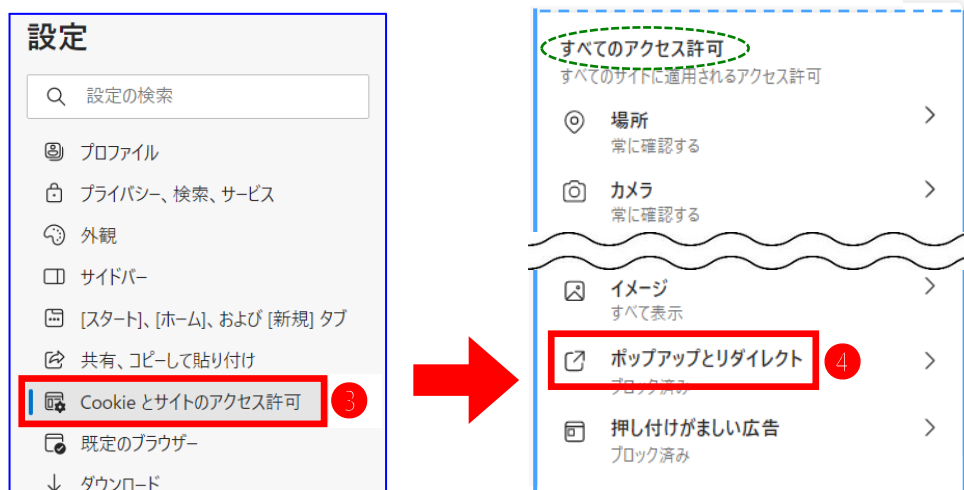 設定
設定の検索
プロファイル
プライバシー、検索、サービス
外観
サイドバー
[スタート]、[ホーム]、および [新規] タブ
共有、コピーして貼り付け
Cookie とサイトのアクセス許可
3
既定のブラウザー
ダウンロード
すべてのアクセス許可
すべてのサイトに適用されるアクセス許可
場所
常に確認する
カメラ
常に確認する
イメージ
すべて表示
ポップアップとリダイレクト
4
ブロック済み
押し付けがましい広告
ブロック済み